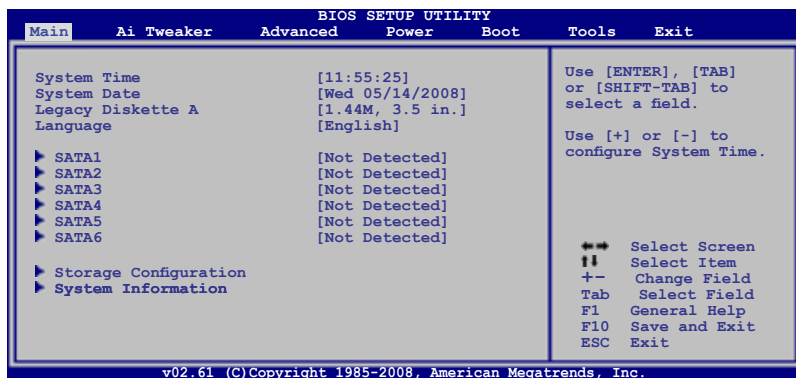 BIOS SETUP UTILITY
Main Ai Tweaker Advanced Power Boot Tools Exit
System Time [11:55:25]
System Date [Wed 05/14/2008]
Legacy Diskette A [1.44M, 3.5 in.]
Language [English]
SATA1 [Not Detected]
SATA2 [Not Detected]
SATA3 [Not Detected]
SATA4 [Not Detected]
SATA5 [Not Detected]
SATA6 [Not Detected]
Storage Configuration
System Information
Use [ENTER], [TAB]
or [SHIFT-TAB] to
select a field.
Use [+] or [-] to
configure System Time.
Select Screen
Select Item
+- Change Field
Tab Select Field
F1 General Help
F10 Save and Exit
ESC Exit
v02.61 (C)Copyright 1985-2008, American Megatrends, Inc.